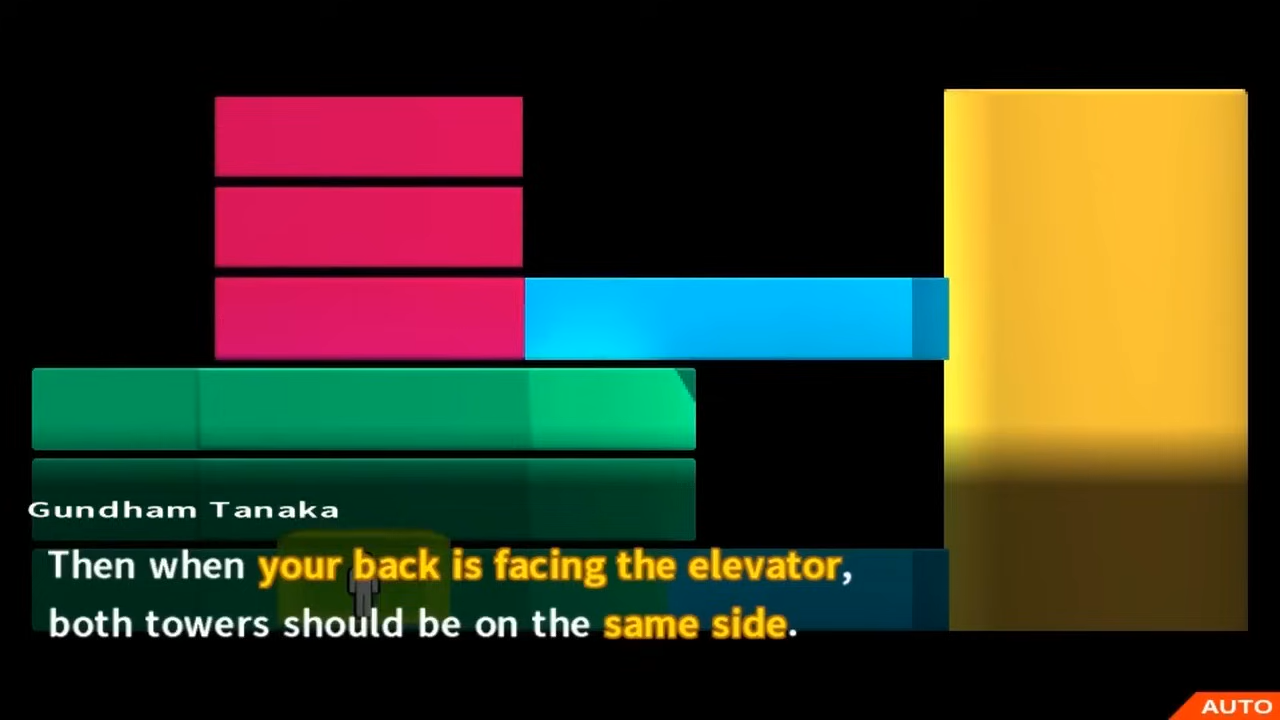 Gundham Tanaka
Then when your back is facing the elevator,
both towers should be on the same side.
AUTO